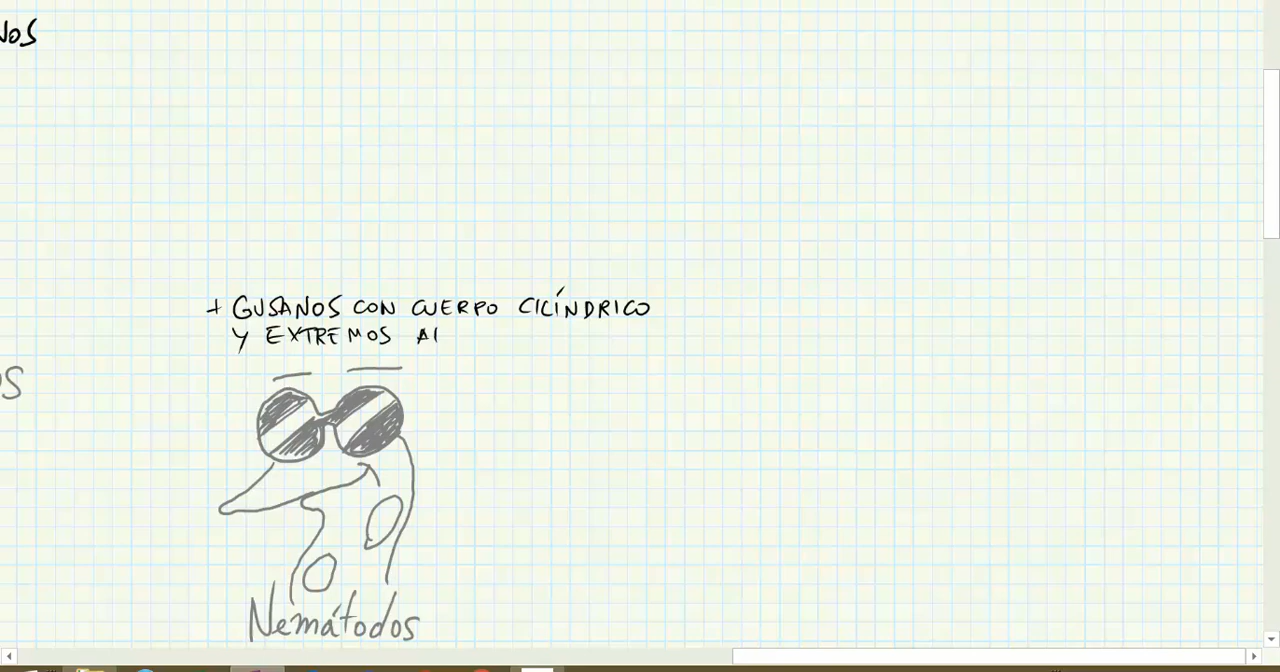 NOS
+ GUSANOS CON CUERPO CILÍNDRICO
Y EXTREMOS AI
OS
Nemátodos